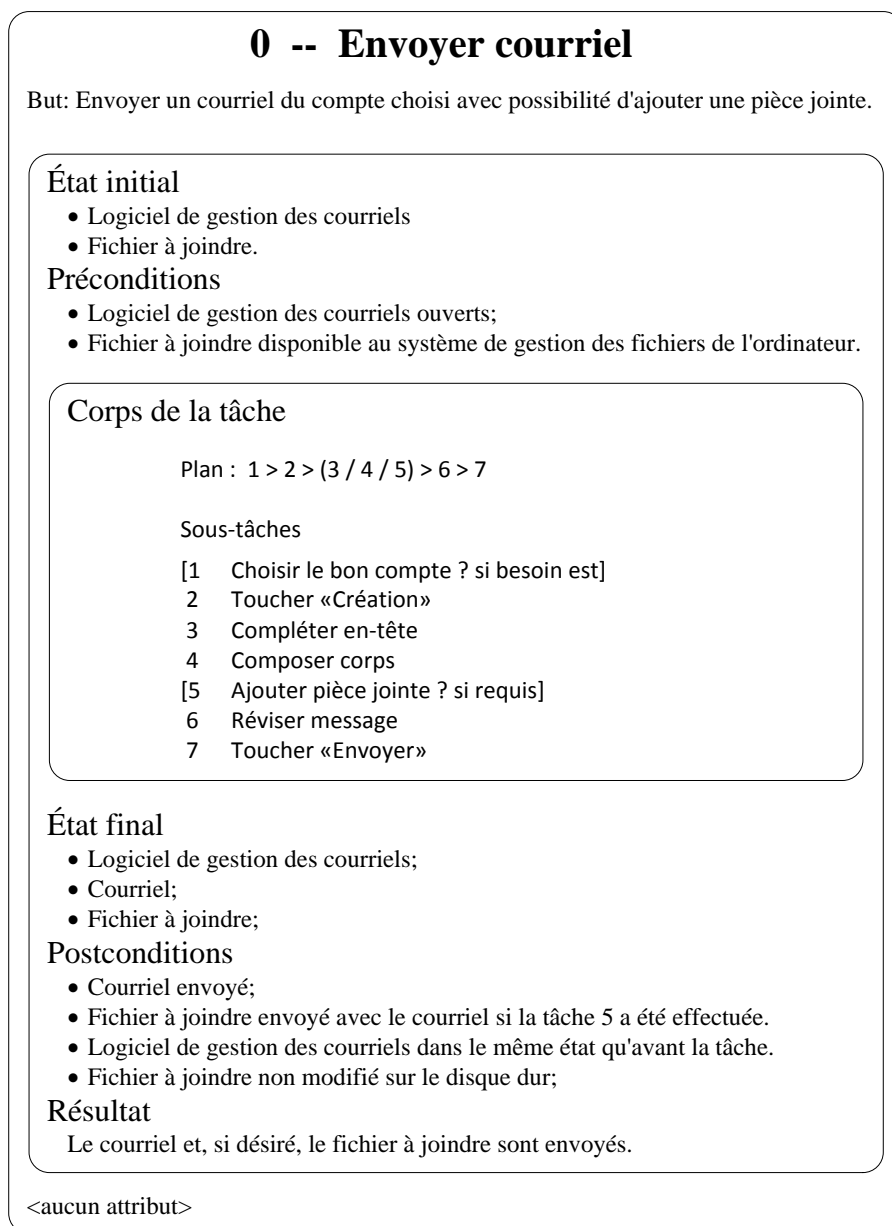 0 -- Envoyer courriel
But: Envoyer un courriel du compte choisi avec possibilité d'ajouter une pièce jointe.
État initial
• Logiciel de gestion des courriels
• Fichier à joindre.
Préconditions
• Logiciel de gestion des courriels ouverts;
• Fichier à joindre disponible au système de gestion des fichiers de l'ordinateur.
Corps de la tâche
Plan : 1 > 2 > (3 / 4 / 5) > 6 > 7
Sous-tâches
[1 Choisir le bon compte ? si besoin est]
2 Toucher «Création»
3 Compléter en-tête
4 Composer corps
[5 Ajouter pièce jointe ? si requis]
6 Réviser message
7 Toucher «Envoyer»
État final
• Logiciel de gestion des courriels;
• Courriel;
• Fichier à joindre;
Postconditions
• Courriel envoyé;
• Fichier à joindre envoyé avec le courriel si la tâche 5 a été effectuée.
• Logiciel de gestion des courriels dans le même état qu'avant la tâche.
• Fichier à joindre non modifié sur le disque dur;
Résultat
Le courriel et, si désiré, le fichier à joindre sont envoyés.
<aucun attribut>